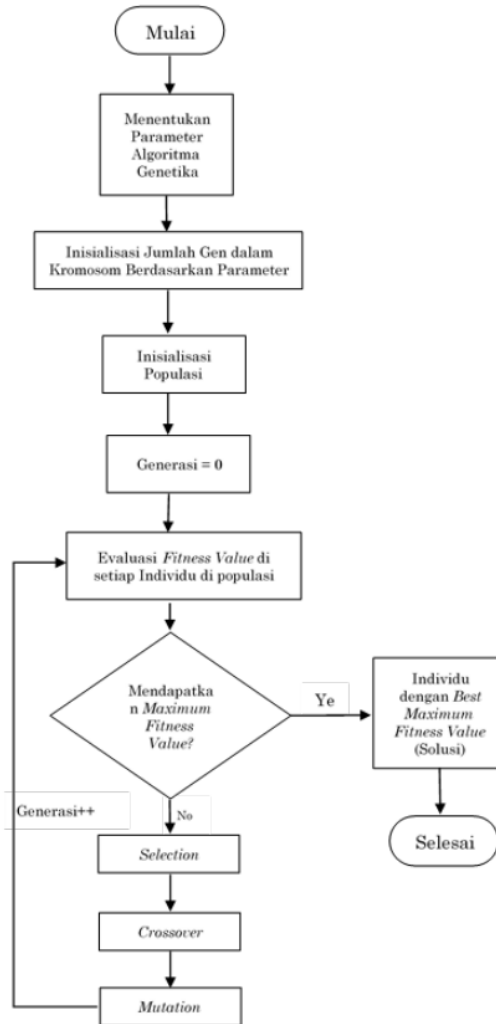 Mulai
Menentukan
Parameter
Algoritma
Genetika
Inisialisasi Jumlah Gen dalam
Kromosom Berdasarkan Parameter
Inisialisasi
Populasi
Generasi = 0
Evaluasi Fitness Value di
setiap Individu di populasi
Mendapatka
n Maximum
Fitness
Value?
Ye
Individu
dengan Best
Maximum
Fitness Value
(Solusi)
Selesai
Generasi++
No
Selection
Crossover
Mutation